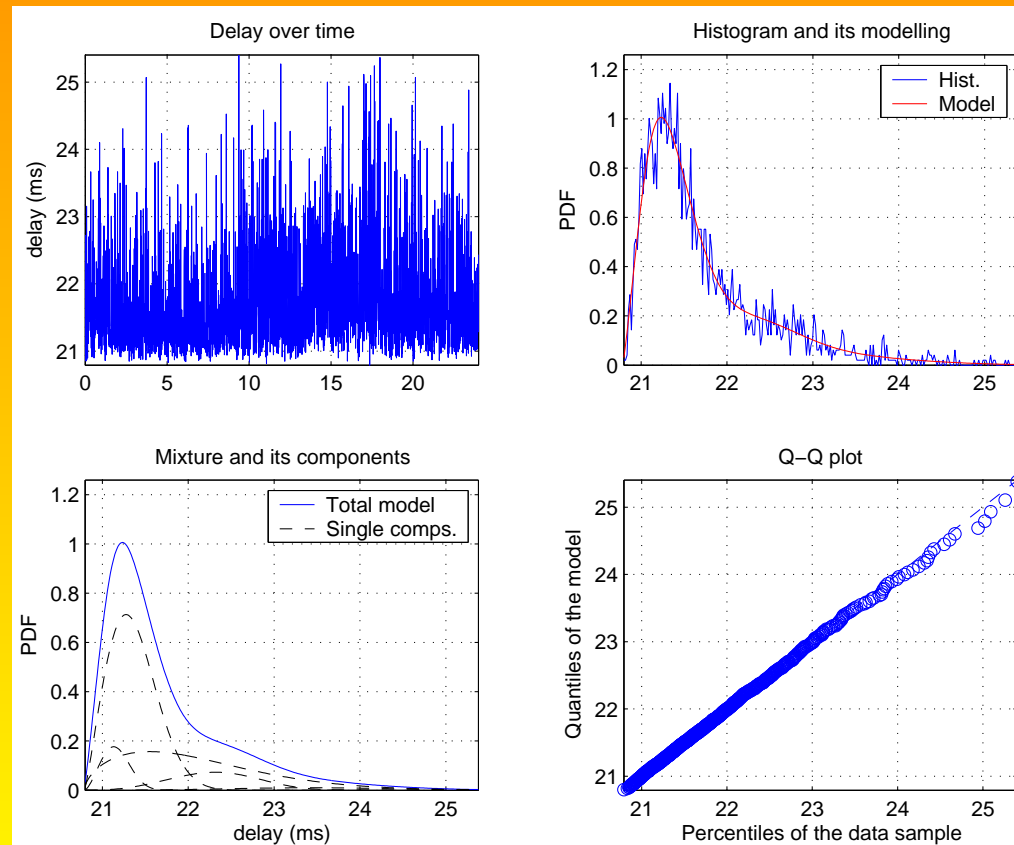 Delay over time
delay (ms)
25
24
23
22
21
0 5 10 15 20
Histogram and its modelling
PDF
1.2
1
0.8
0.6
0.4
0.2
0
21 22 23 24 25
Hist.
Model
Mixture and its components
PDF
1.2
1
0.8
0.6
0.4
0.2
0
21 22 23 24 25
delay (ms)
Total model
Single comps.
Q−Q plot
Quantiles of the model
25
24
23
22
21
21 22 23 24 25
Percentiles of the data sample